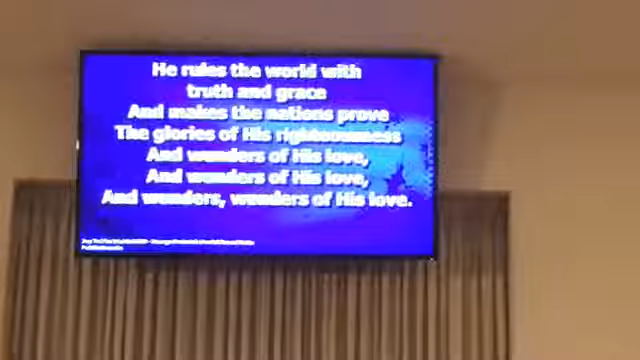 He rules the world with
truth and grace
And makes the nations prove
The glories of His righteousness
And wonders of His love,
And wonders of His love,
And wonders, wonders of His love.